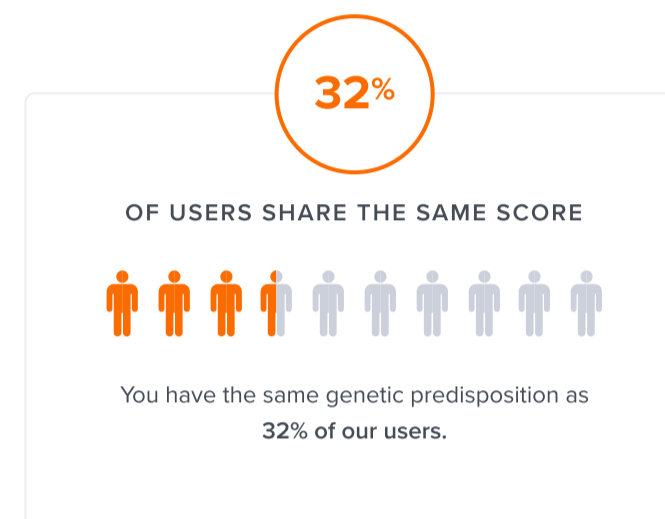 32%
OF USERS SHARE THE SAME SCORE
You have the same genetic predisposition as
32% of our users.